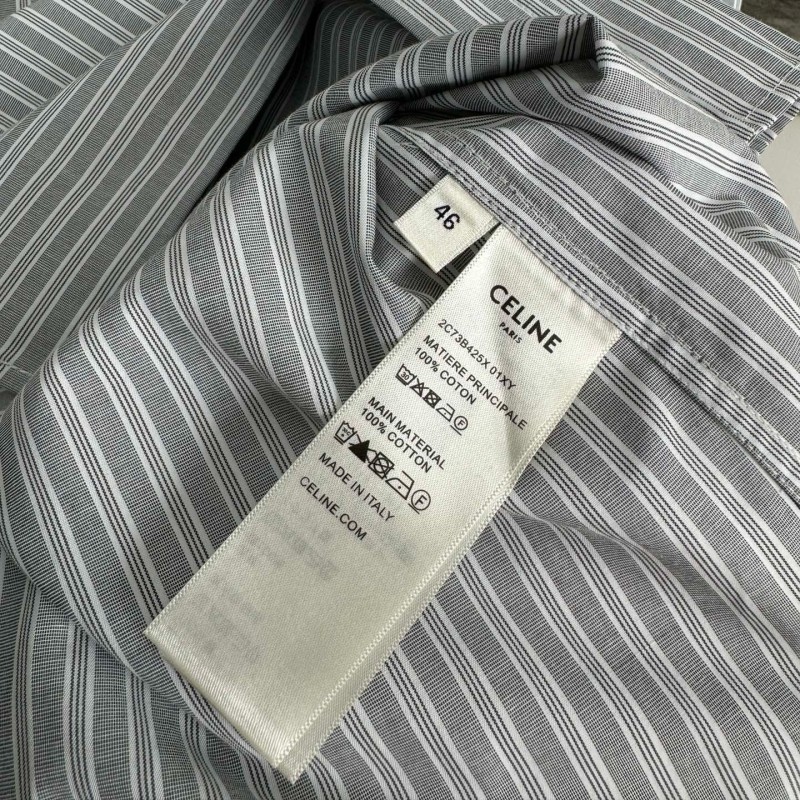 46
CELINE
PARIS
2C73B425X 01XY
MATIERE PRINCIPALE
100% COTON
MAIN MATERIAL
100% COTTON
MADE IN ITALY
CELINE.COM